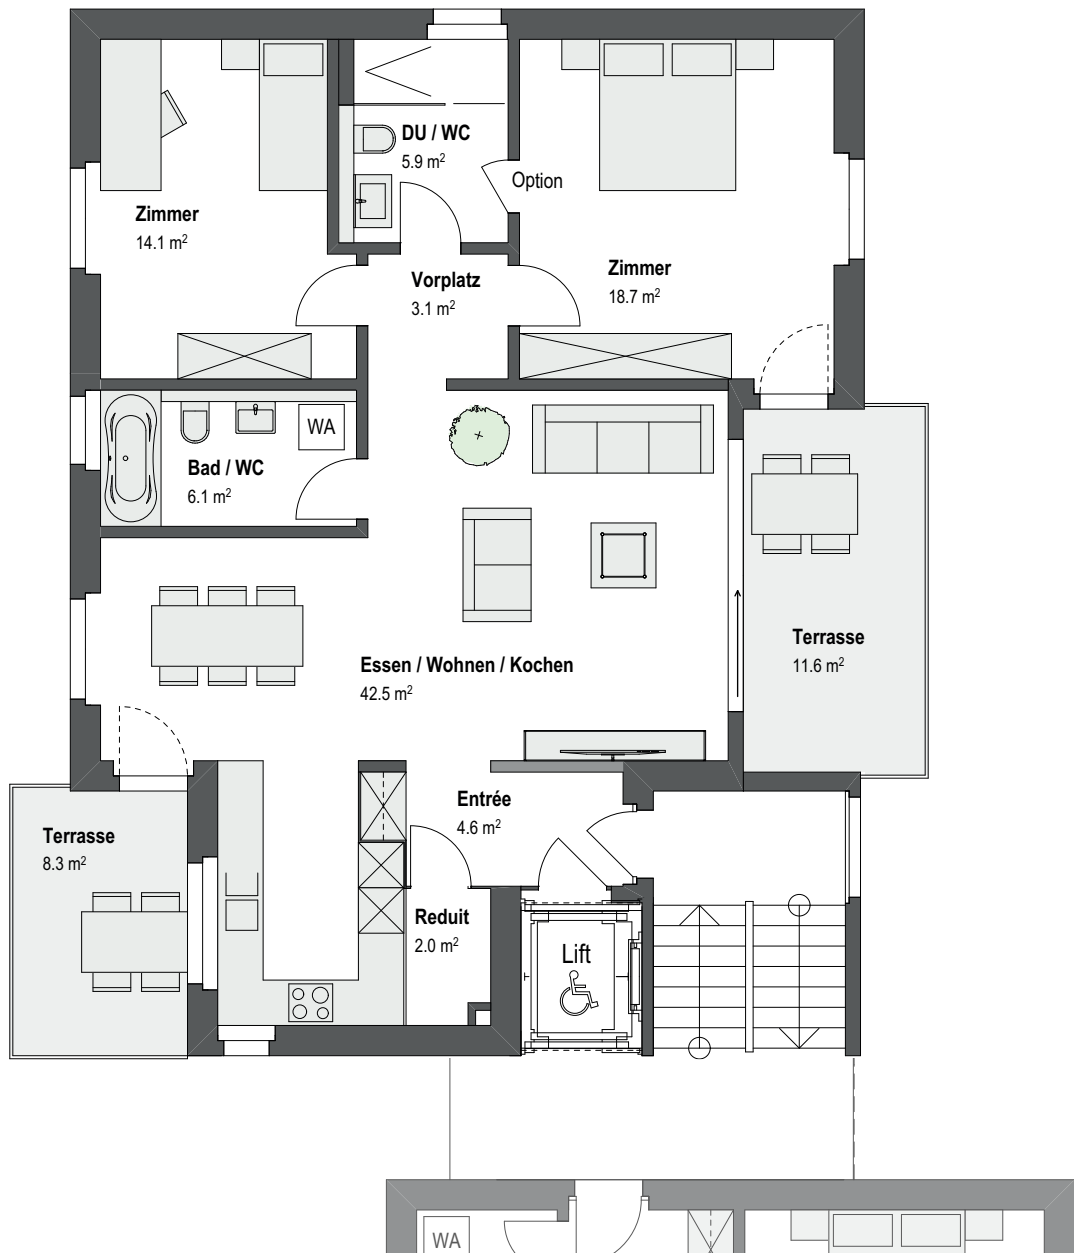 DU / WC
5.9 m²
Option
Zimmer
14.1 m²
Vorplatz
3.1 m²
Zimmer
18.7 m²
WA
Bad / WC
6.1 m²
Essen / Wohnen / Kochen
42.5 m²
Terrasse
11.6 m²
Entrée
4.6 m²
Terrasse
8.3 m²
Reduit
2.0 m²
Lift
WA